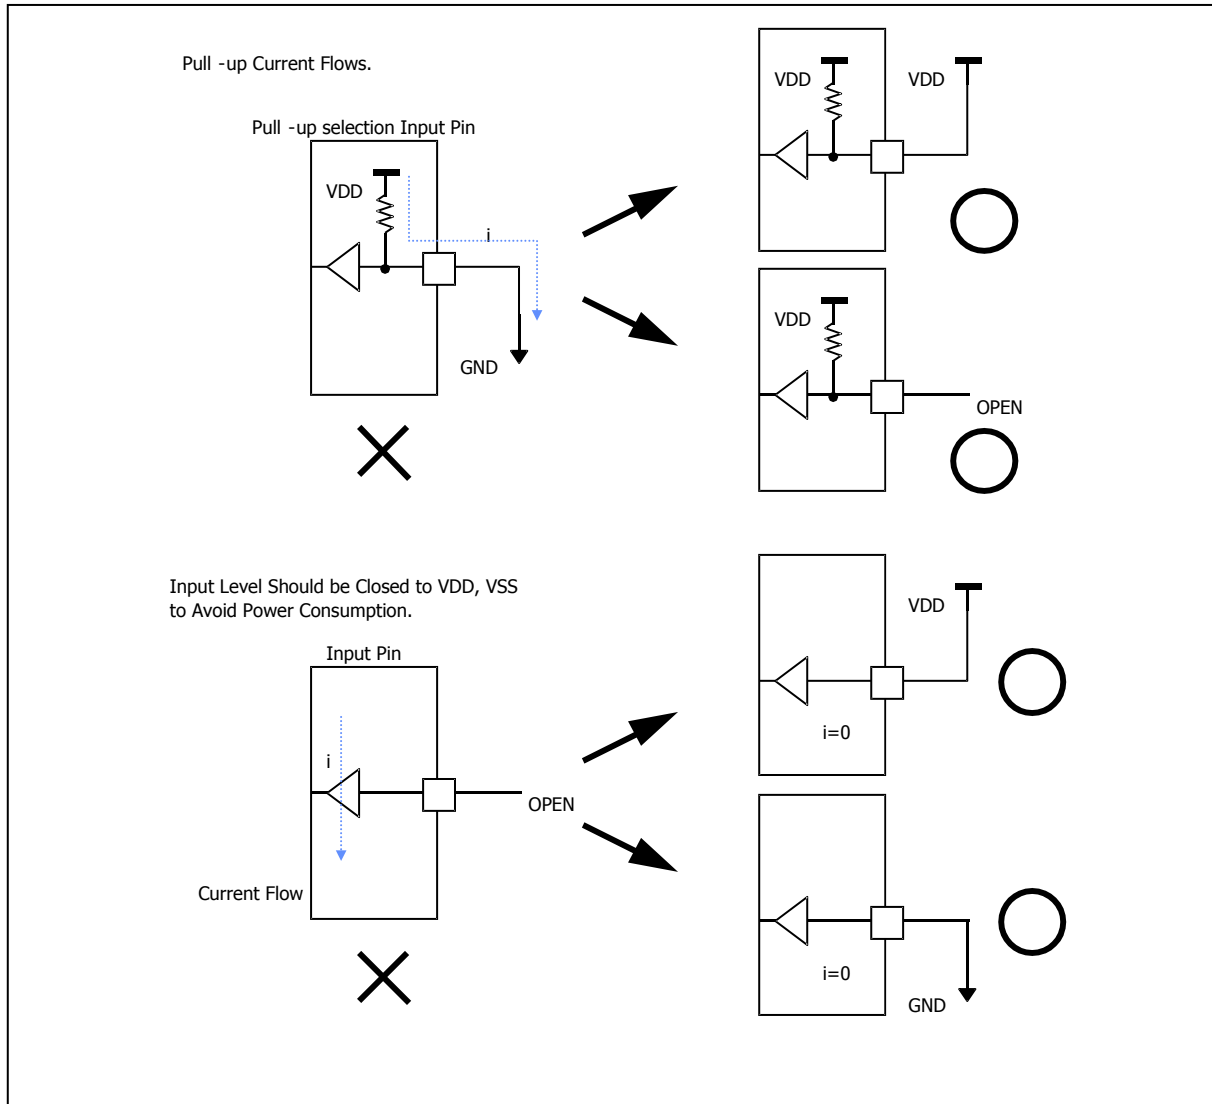 Pull -up Current Flows.
Pull -up selection Input Pin
VDD
i
GND
VDD
VDD
VDD
OPEN
Input Level Should be Closed to VDD, VSS
to Avoid Power Consumption.
Input Pin
i
OPEN
Current Flow
VDD
i=0
i=0
GND